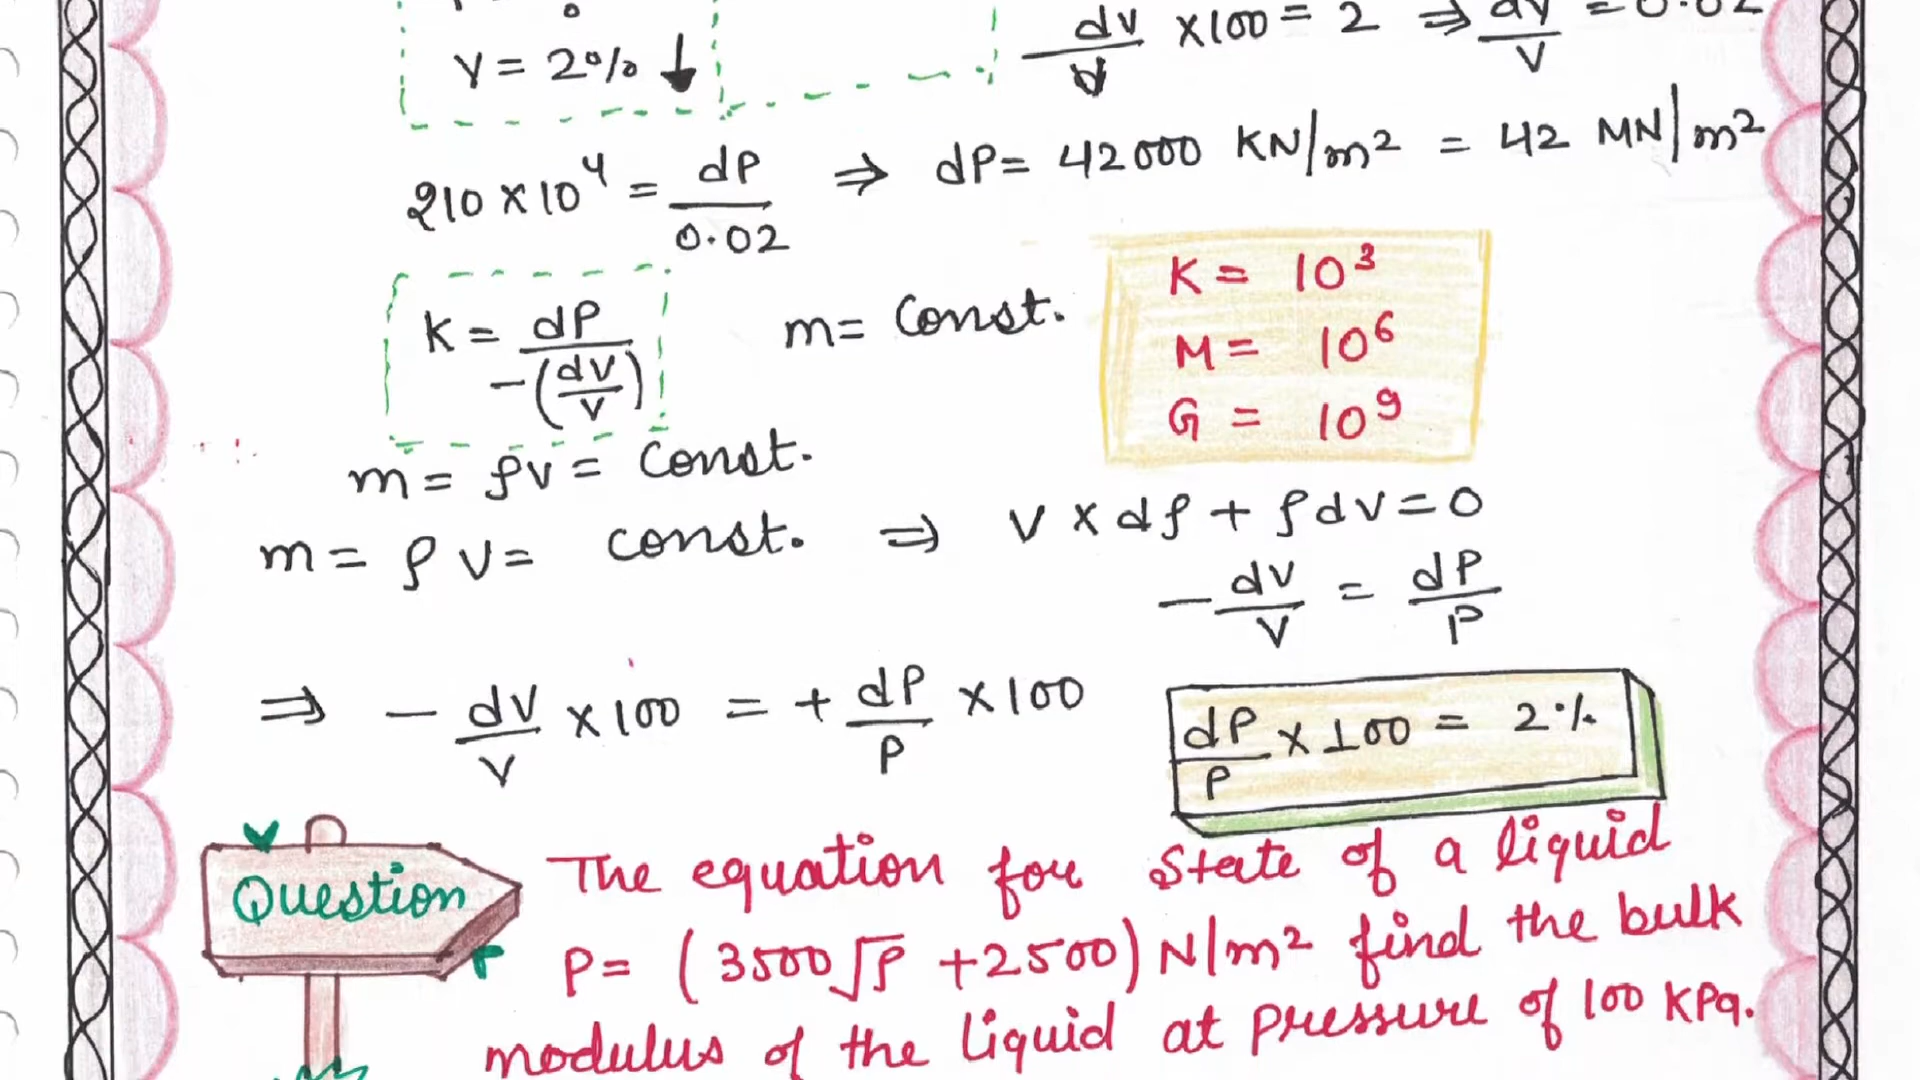 V = 2% ↓
dv/v ×100 = 2 ⇒ dv/V = 0.02
210 × 10⁴ = dP/0.02 ⇒ dP = 42000 KN/m² = 42 MN/m²
K = dP/-(dv/v)
m = Const.
K = 10³
M = 10⁶
G = 10⁹
m = ρv = Const.
m = ρ v = const. ⇒ V × dρ + ρdv = 0
- dv/V = dP/P
⇒ - dv/V × 100 = + dP/P × 100
dP/P × 100 = 2%
Question
The equation for State of a liquid
P = (3500√ρ + 2500) N/m² find the bulk
modulus of the liquid at pressure of 100 KPa.